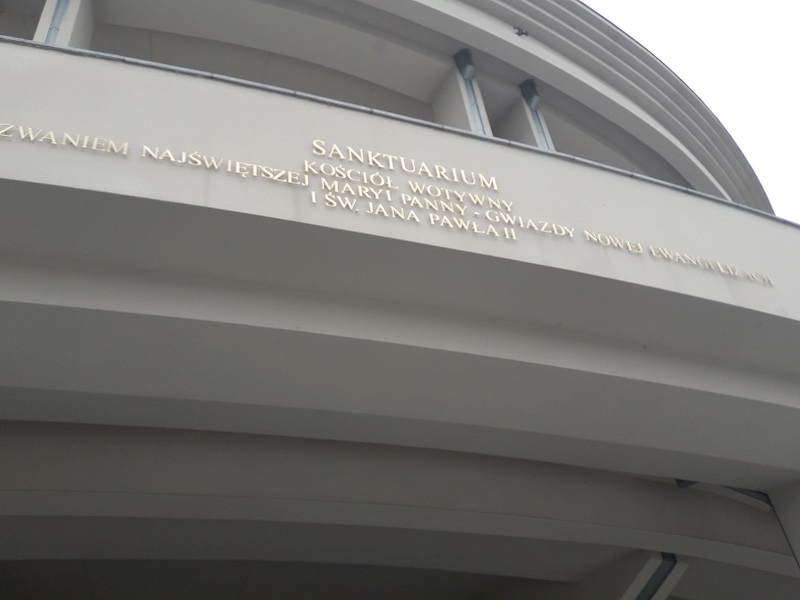 SANKTUARIUM
KOŚCIÓŁ WOTYWNY
ZWANIEM NAJŚWIĘTSZEJ MARYI PANNY - GWIAZDY NOWEJ EWANGELIZACJI
I ŚW. JANA PAWŁA II